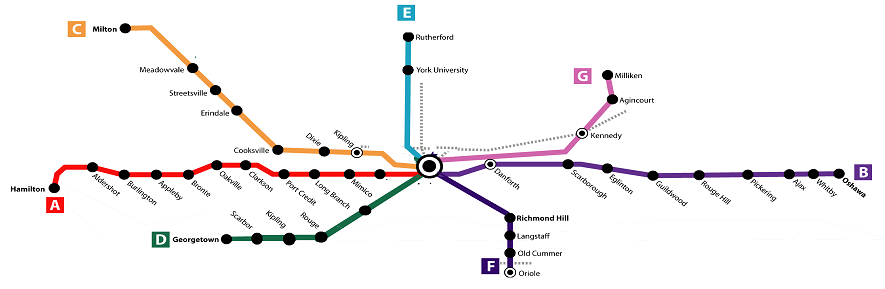 E
C
Milton
Rutherford
Meadowvale
York University
G
Milliken
Streetsville
Agincourt
Erindale
Cooksville
Dixie
Kipling
Kennedy
Hamilton
A
Aldershot
Burlington
Appleby
Bronte
Oakville
Clarkson
Port Credit
Long Branch
Mimico
Danforth
Scarborough
Eglinton
Guildwood
Rouge Hill
Pickering
Ajax
Whitby
Oshawa
B
D
Georgetown
Scarbor
Kipling
Rouge
Richmond Hill
Langstaff
Old Cummer
F
Oriole